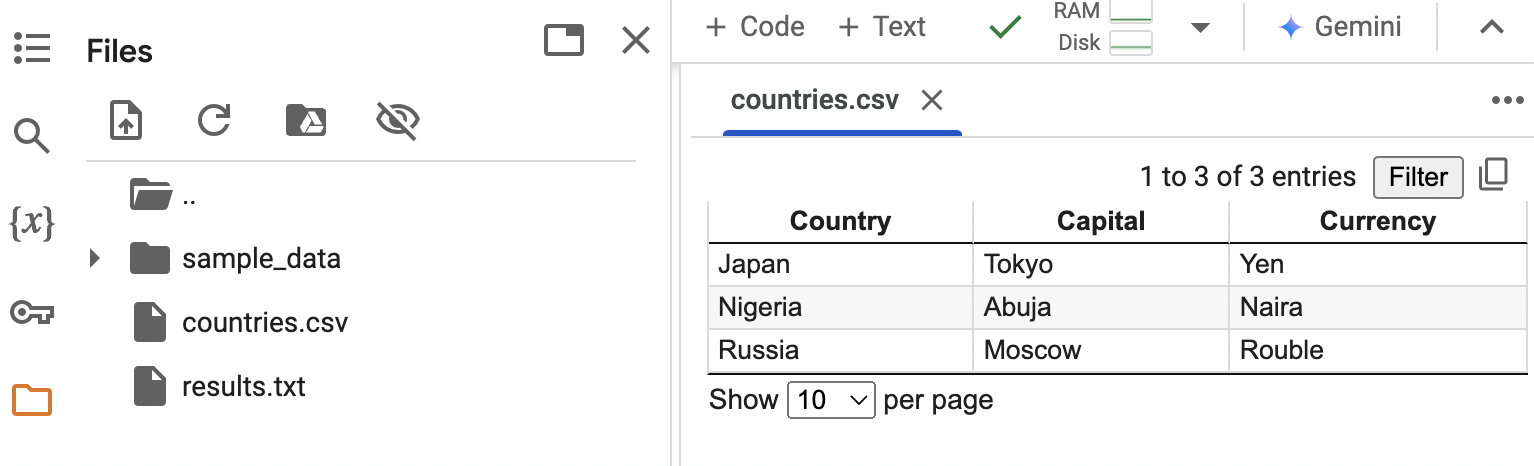 Files
..
sample_data
countries.csv
results.txt
{x}
+ Code + Text
RAM
Disk
Gemini
countries.csv
1 to 3 of 3 entries Filter
Country Capital Currency
Japan Tokyo Yen
Nigeria Abuja Naira
Russia Moscow Rouble
Show 10 per page